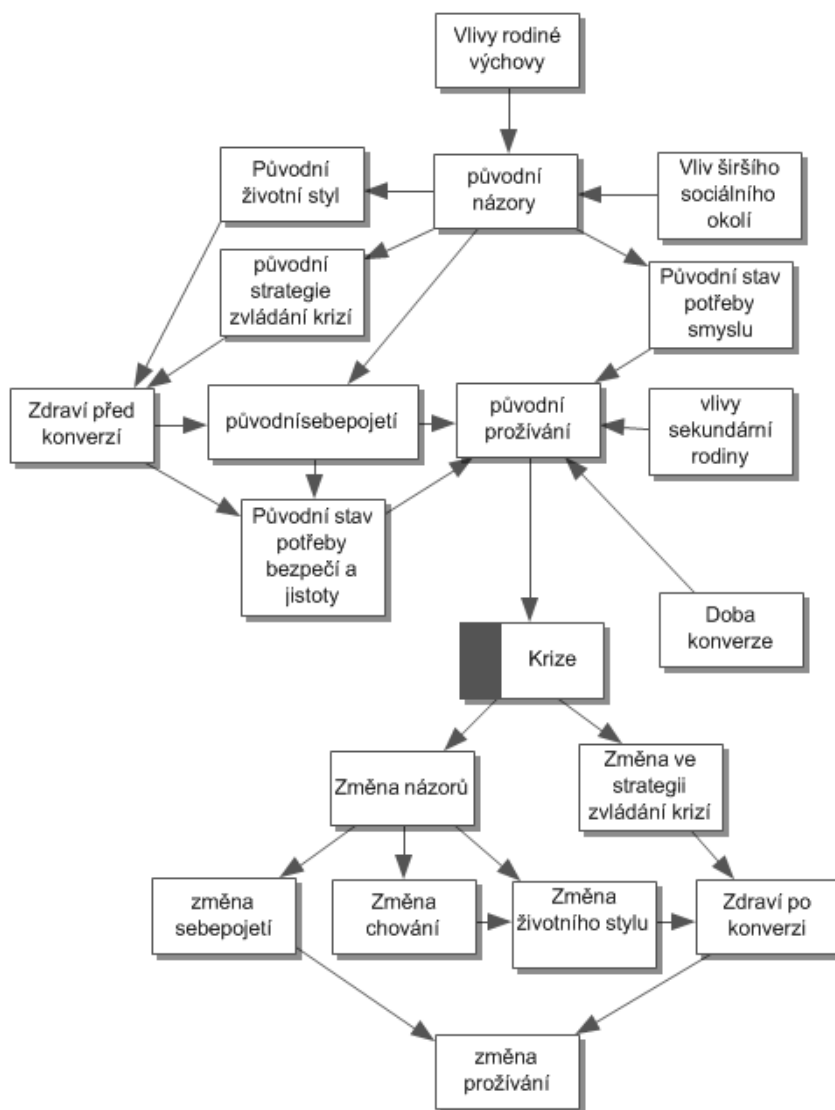 Vlivy rodiné
výchovy
Původní
životní styl
původní
názory
Vliv širšího
sociálního
okolí
původní
strategie
zvládání krizí
Původní stav
potřeby
smyslu
Zdraví před
konverzí
původnísebepojetí
původní
prožívání
vlivy
sekundární
rodiny
Původní stav
potřeby
bezpečí a
jistoty
Doba
konverze
Krize
Změna názorů
Změna ve
strategii
zvládání krizí
změna
sebepojetí
Změna
chování
Změna
životního stylu
Zdraví po
konverzi
změna
prožívání